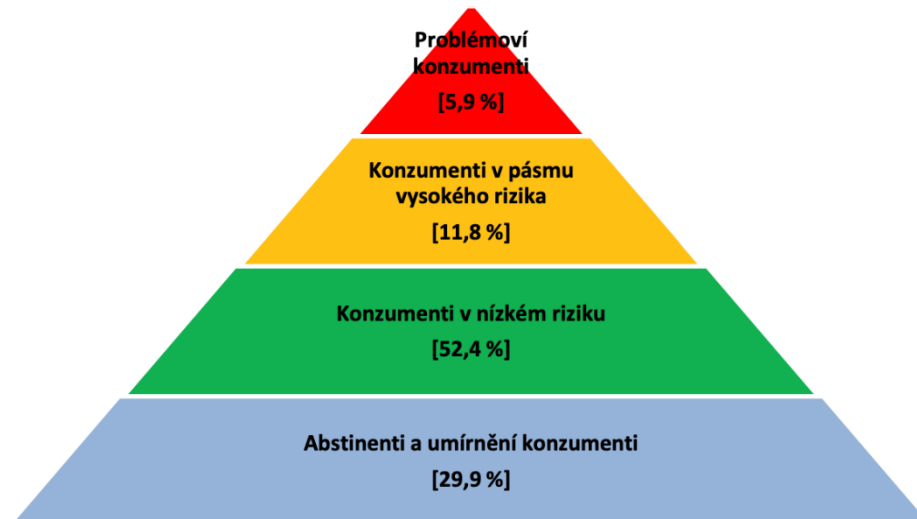 Problémoví
konzumenti
[5,9 %]
Konzumenti v pásmu
vysokého rizika
[11,8 %]
Konzumenti v nízkém riziku
[52,4 %]
Abstinenti a umírnění konzumenti
[29,9 %]